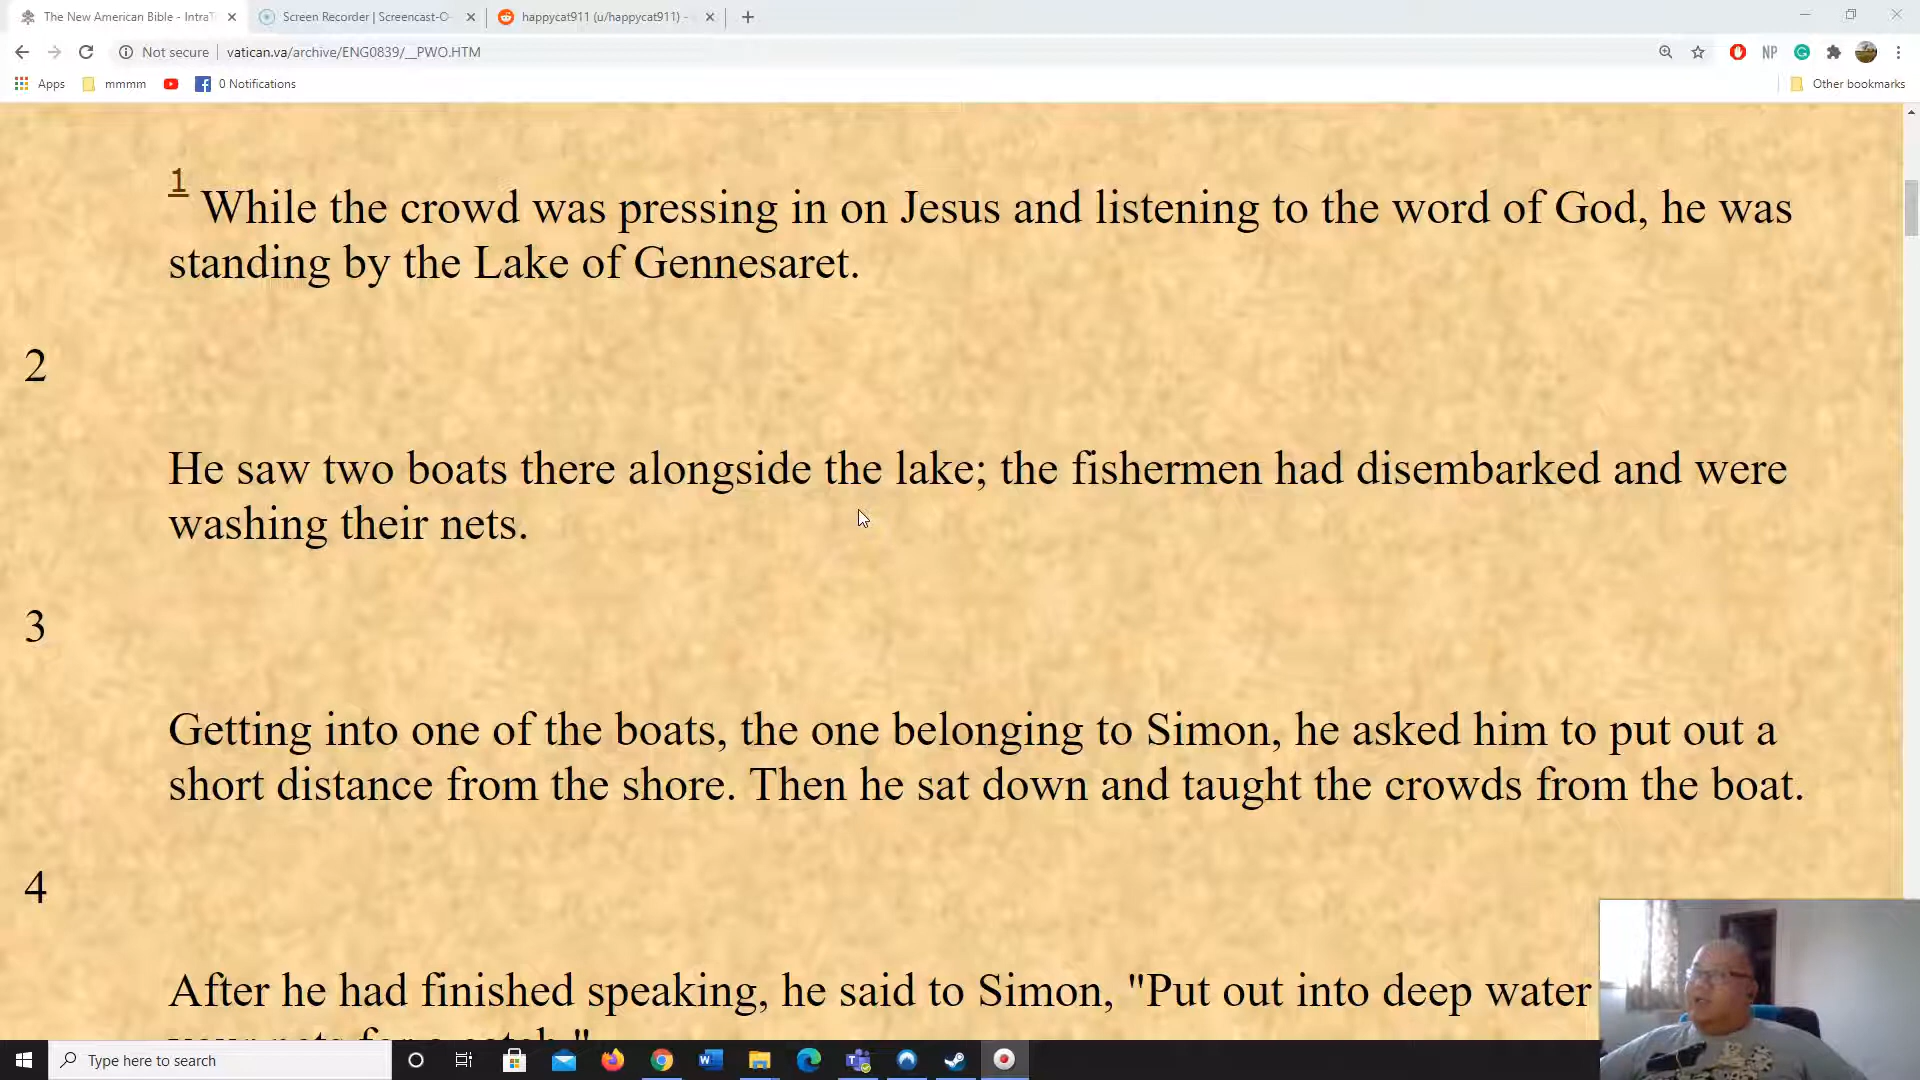 The New American Bible - IntraT
Screen Recorder | Screencast-O-
happycat911 (u/happycat911) -
Not secure
vatican.va/archive/ENG0839/__PWO.HTM
NP
Apps
mmmm
0 Notifications
Other bookmarks
1 While the crowd was pressing in on Jesus and listening to the word of God, he was
standing by the Lake of Gennesaret.
2
He saw two boats there alongside the lake; the fishermen had disembarked and were
washing their nets.
3
Getting into one of the boats, the one belonging to Simon, he asked him to put out a
short distance from the shore. Then he sat down and taught the crowds from the boat.
4
After he had finished speaking, he said to Simon, "Put out into deep water
your nets for a catch."
Type here to search